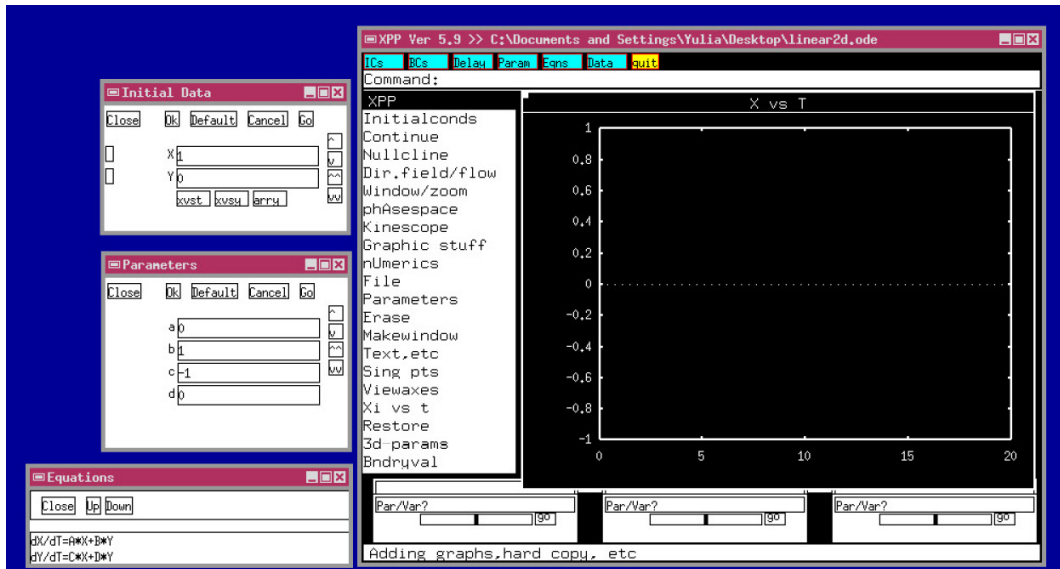 XPP Ver 5.9 >> C:\Documents and Settings\Yulia\Desktop\linear2d.ode
ICs BCs Delay Param Eqns Data quit
Command:
XPP
Initialconds
Continue
Nullcline
Dir.field/flow
Window/zoom
phAsespace
Kinescope
Graphic stuff
nUmerics
File
Parameters
Erase
Makewindow
Text,etc
Sing pts
Viewaxes
Xi vs t
Restore
3d-params
Bndryval
X vs T
1
0.8
0.6
0.4
0.2
0
-0.2
-0.4
-0.6
-0.8
-1
0 5 10 15 20
Par/Var? Par/Var? Par/Var?
go go go
Adding graphs,hard copy, etc
Initial Data
Close Ok Default Cancel Go
X 1 ^
Y 0 v
xvst xvsy arry
^^
vv
Parameters
Close Ok Default Cancel Go
a 0 ^
b 1 v
c -1 ^^
d 0 vv
Equations
Close Up Down
dX/dT=A*X+B*Y
dY/dT=C*X+D*Y